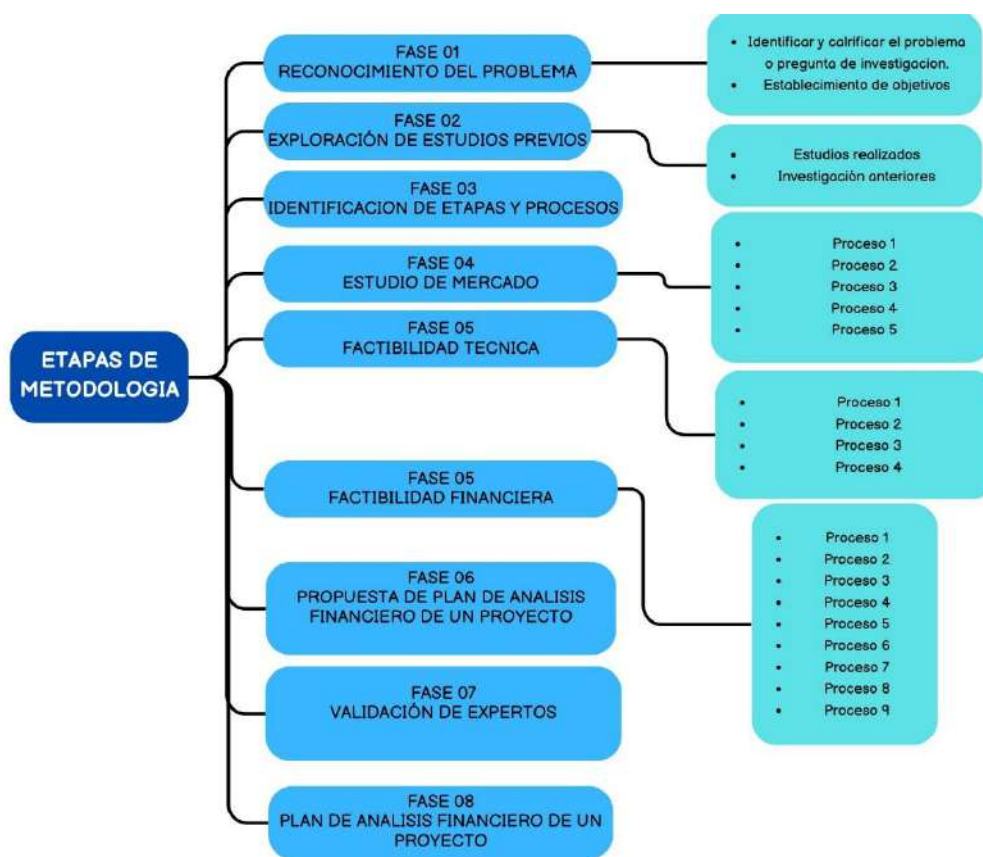 ETAPAS DE
METODOLOGIA
FASE 01
RECONOCIMIENTO DEL PROBLEMA
• Identificar y calrificar el problema
o pregunta de investigacion.
• Establecimiento de objetivos
FASE 02
EXPLORACIÓN DE ESTUDIOS PREVIOS
• Estudios realizados
• Investigación anteriores
FASE 03
IDENTIFICACION DE ETAPAS Y PROCESOS
FASE 04
ESTUDIO DE MERCADO
• Proceso 1
• Proceso 2
• Proceso 3
• Proceso 4
• Proceso 5
FASE 05
FACTIBILIDAD TECNICA
• Proceso 1
• Proceso 2
• Proceso 3
• Proceso 4
FASE 05
FACTIBILIDAD FINANCIERA
• Proceso 1
• Proceso 2
• Proceso 3
• Proceso 4
• Proceso 5
• Proceso 6
• Proceso 7
• Proceso 8
• Proceso 9
FASE 06
PROPUESTA DE PLAN DE ANALISIS
FINANCIERO DE UN PROYECTO
FASE 07
VALIDACIÓN DE EXPERTOS
FASE 08
PLAN DE ANALISIS FINANCIERO DE UN
PROYECTO